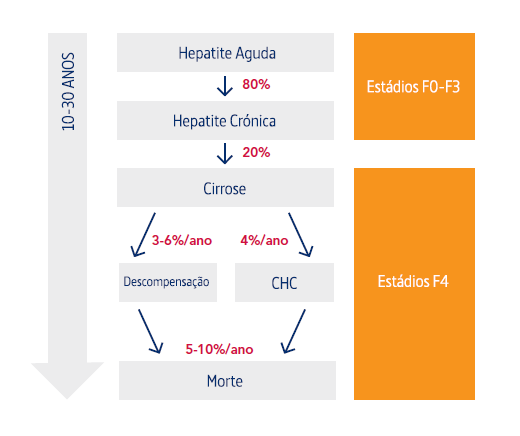 10-30 ANOS
Hepatite Aguda
80%
Hepatite Crónica
Estádios F0-F3
20%
Cirrose
3-6%/ano
4%/ano
Descompensação
CHC
Estádios F4
5-10%/ano
Morte